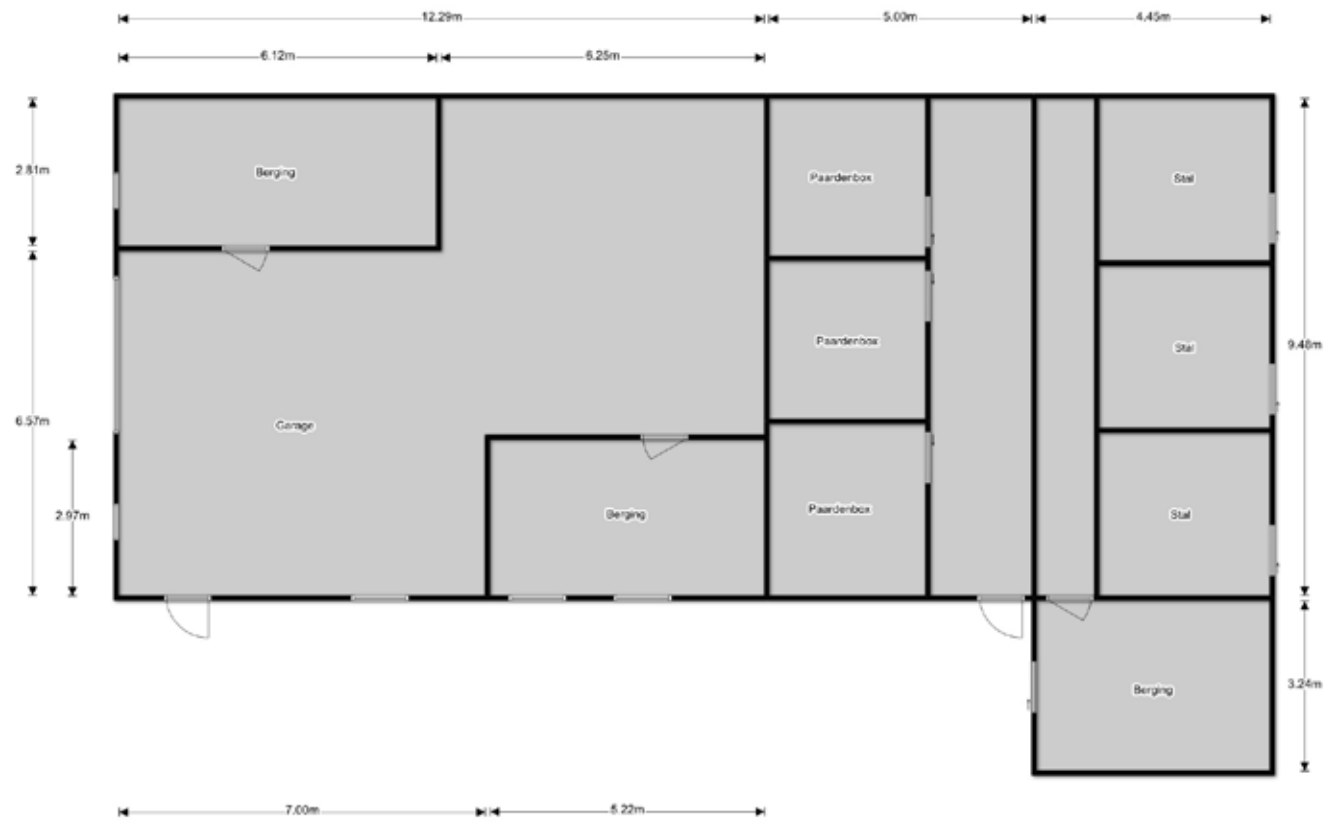 12.29m
5.00m
4.45m
6.12m
6.25m
2.81m
Berging
Paardenbox
Stal
Paardenbox
Stal
9.48m
6.57m
Garage
2.97m
Berging
Paardenbox
Stal
Berging
3.24m
7.00m
5.22m